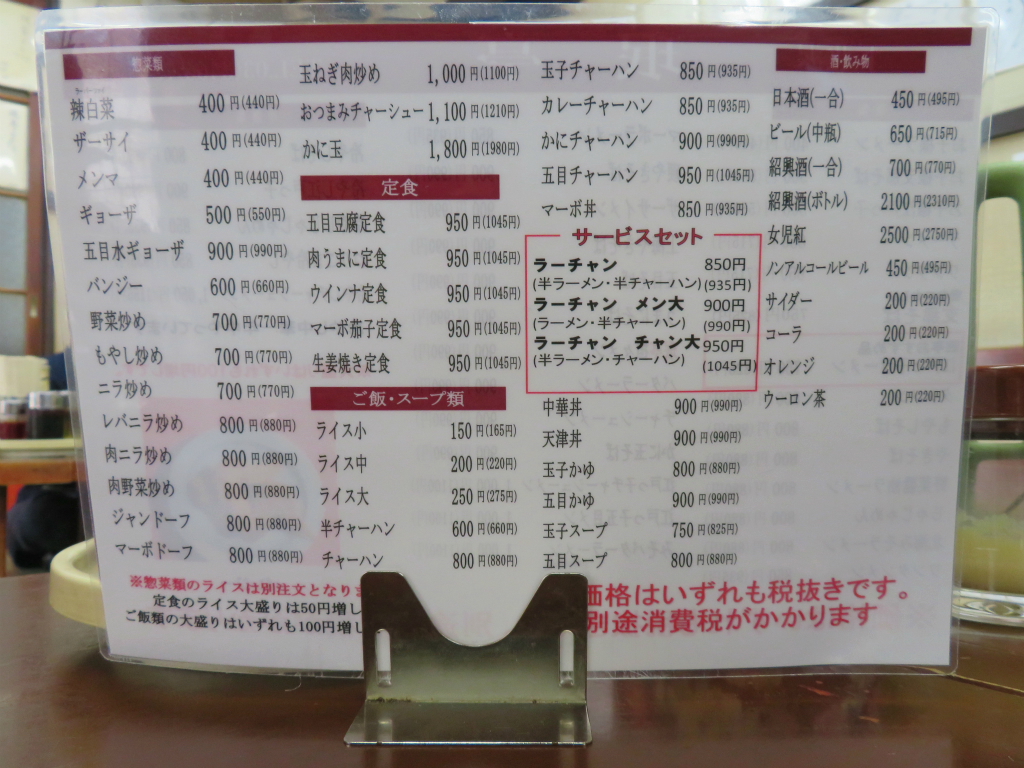 惣菜類
辣白菜 400円(440円)
ザーサイ 400円(440円)
メンマ 400円(440円)
ギョーザ 500円(550円)
五目水ギョーザ 900円(990円)
バンジー 600円(660円)
野菜炒め 700円(770円)
もやし炒め 700円(770円)
ニラ炒め 700円(770円)
レバニラ炒め 800円(880円)
肉ニラ炒め 800円(880円)
肉野菜炒め 800円(880円)
ジャンドーフ 800円(880円)
マーボドーフ 800円(880円)
玉ねぎ肉炒め 1,000円(1100円)
おつまみチャーシュー 1,100円(1210円)
かに玉 1,800円(1980円)
定食
五目豆腐定食 950円(1045円)
肉うまに定食 950円(1045円)
ウインナ定食 950円(1045円)
マーボ茄子定食 950円(1045円)
生姜焼き定食 950円(1045円)
ご飯・スープ類
ライス小 150円(165円)
ライス中 200円(220円)
ライス大 250円(275円)
半チャーハン 600円(660円)
チャーハン 800円(880円)
玉子チャーハン 850円(935円)
カレーチャーハン 850円(935円)
かにチャーハン 900円(990円)
五目チャーハン 950円(1045円)
マーボ丼 850円(935円)
サービスセット
ラーチャン 850円
(半ラーメン・半チャーハン)(935円)
ラーチャン メン大 900円
(ラーメン・半チャーハン) (990円)
ラーチャン チャン大 950円
(半ラーメン・チャーハン) (1045円)
中華丼 900円(990円)
天津丼 900円(990円)
玉子かゆ 800円(880円)
五目かゆ 900円(990円)
玉子スープ 750円(825円)
五目スープ 800円(880円)
酒・飲み物
日本酒(一合) 450円(495円)
ビール(中瓶) 650円(715円)
紹興酒(一合) 700円(770円)
紹興酒(ボトル) 2100円(2310円)
女児紅 2500円(2750円)
ノンアルコールビール 450円(495円)
サイダー 200円(220円)
コーラ 200円(220円)
オレンジ 200円(220円)
ウーロン茶 200円(220円)
※惣菜類のライスは別注文となりま
定食のライス大盛りは50円増し
ご飯類の大盛りはいずれも100円増し
価格はいずれも税抜きです。
別途消費税がかかります